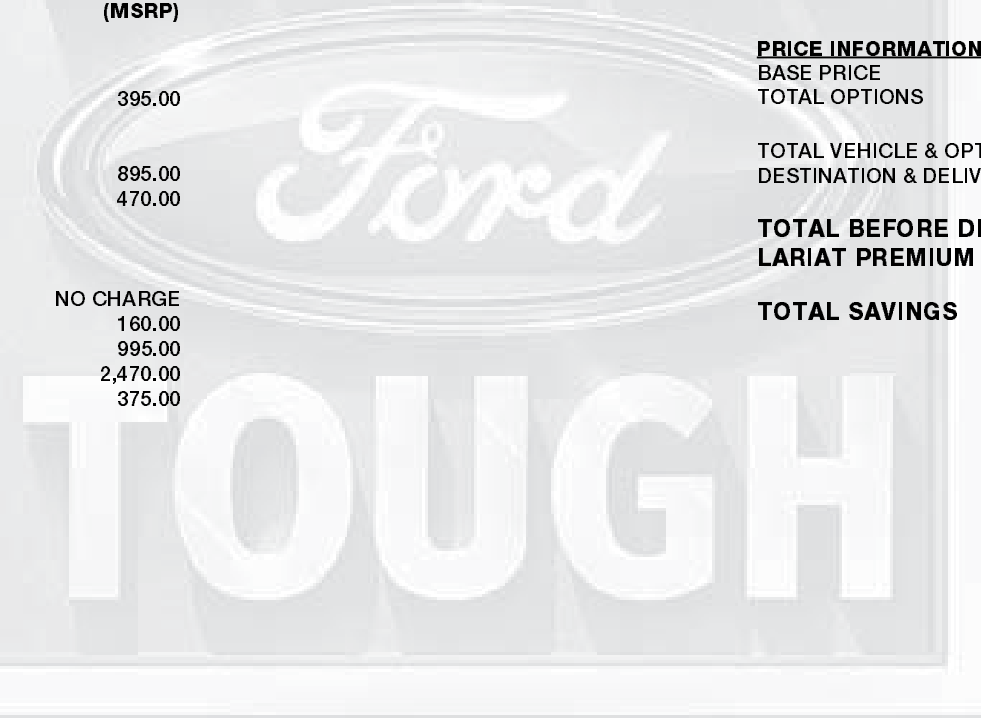 (MSRP)
395.00
895.00
470.00
NO CHARGE
160.00
995.00
2,470.00
375.00
PRICE INFORMATION
BASE PRICE
TOTAL OPTIONS
TOTAL VEHICLE & OPT
DESTINATION & DELIV
TOTAL BEFORE DI
LARIAT PREMIUM
TOTAL SAVINGS
Ford
TOUGH